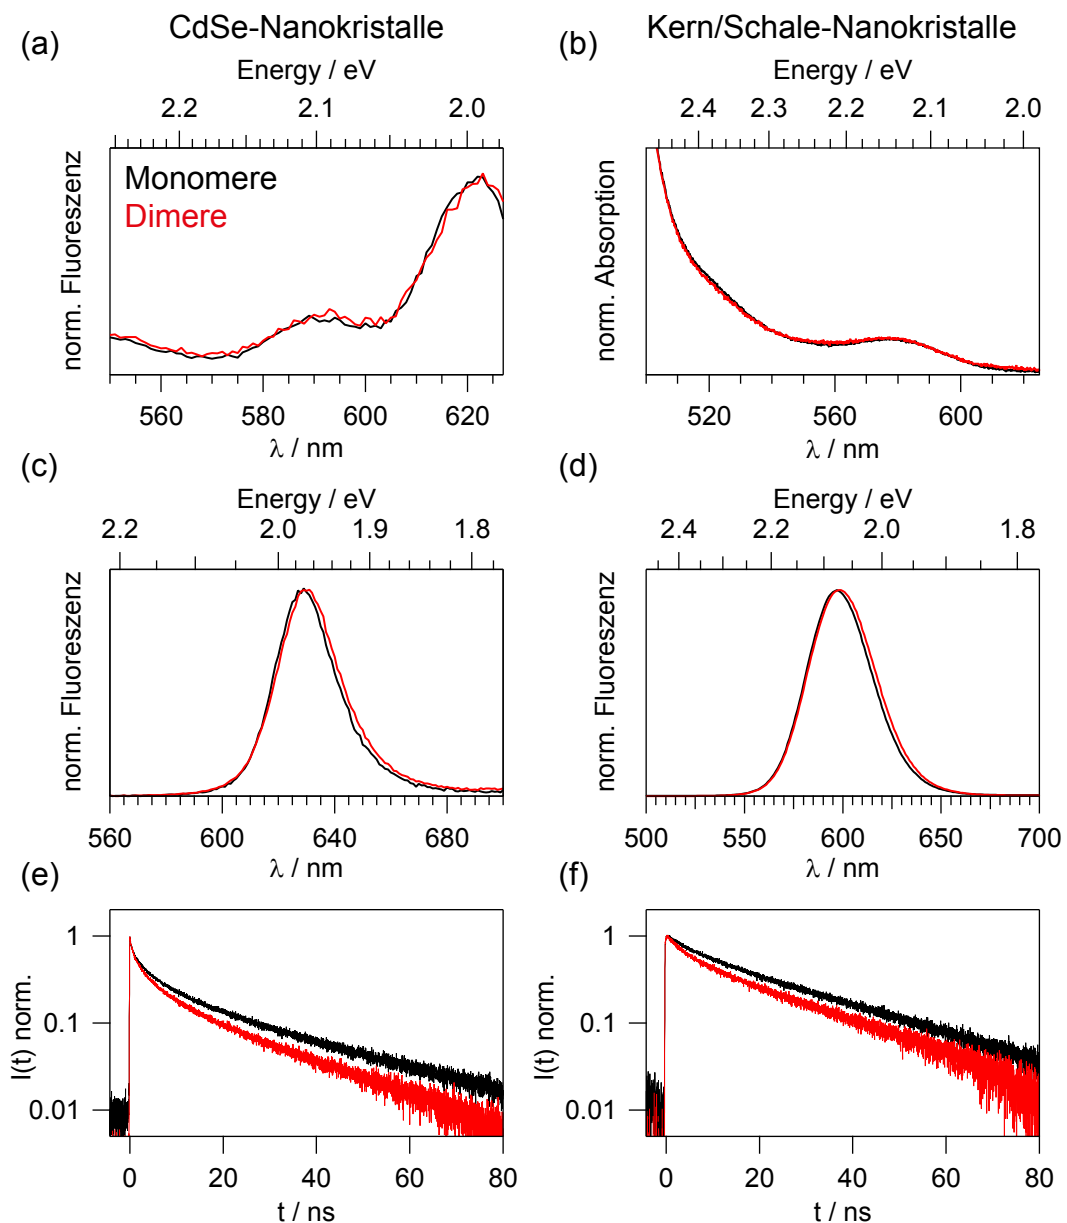 CdSe-Nanokristalle
Kern/Schale-Nanokristalle
(a)
Energy / eV
2.2 2.1 2.0
norm. Fluoreszenz
Monomere
Dimere
560 580 600 620
λ / nm
(b)
Energy / eV
2.4 2.3 2.2 2.1 2.0
norm. Absorption
520 560 600
λ / nm
(c)
Energy / eV
2.2 2.0 1.9 1.8
norm. Fluoreszenz
560 600 640 680
λ / nm
(d)
Energy / eV
2.4 2.2 2.0 1.8
norm. Fluoreszenz
500 550 600 650 700
λ / nm
(e)
I(t) norm.
1
0.1
0.01
0 20 40 60 80
t / ns
(f)
I(t) norm.
1
0.1
0.01
0 20 40 60 80
t / ns